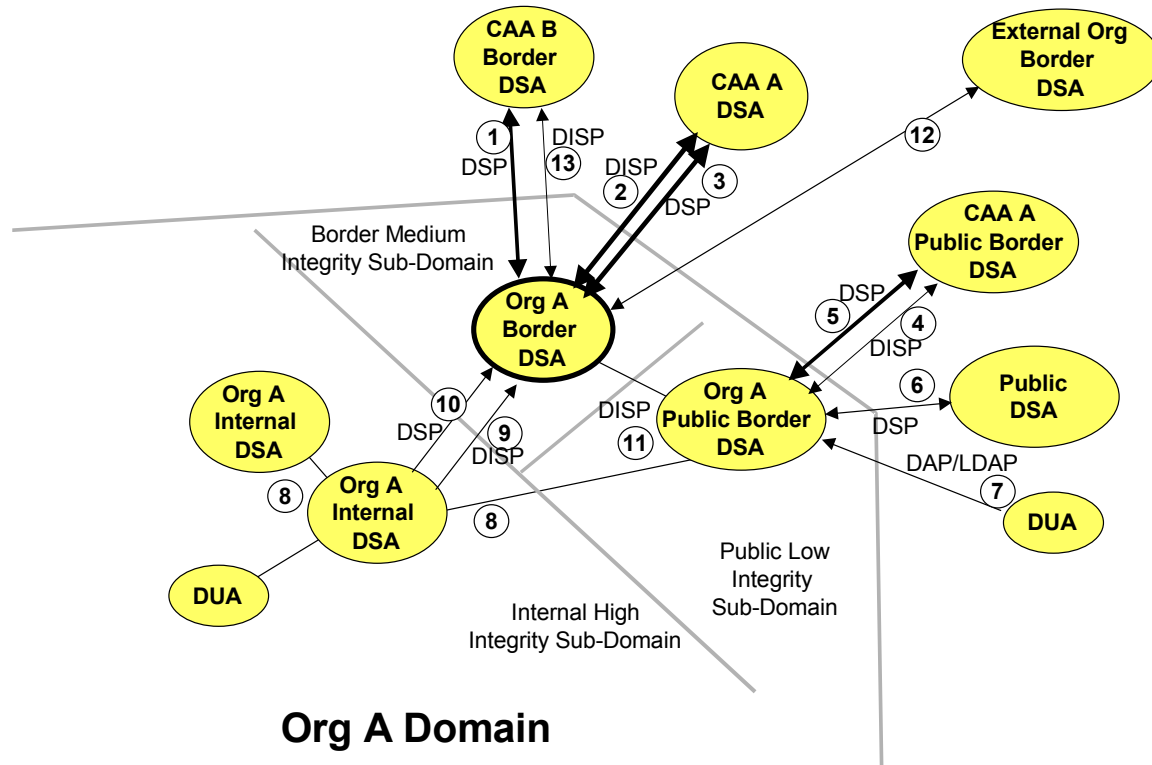 CAA B
Border
DSA
CAA A
DSA
External Org
Border
DSA
1
DSP
DISP
13
DISP
2
3
DSP
12
CAA A
Public Border
DSA
Border Medium
Integrity Sub-Domain
Org A
Border
DSA
DSP
5
4
DISP
Org A
Internal
DSA
10
DSP
9
DISP
DISP
11
Org A
Public Border
DSA
6
DSP
Public
DSA
DAP/LDAP
7
DUA
8
Org A
Internal
DSA
8
DUA
Public Low
Integrity
Sub-Domain
Internal High
Integrity Sub-Domain
Org A Domain